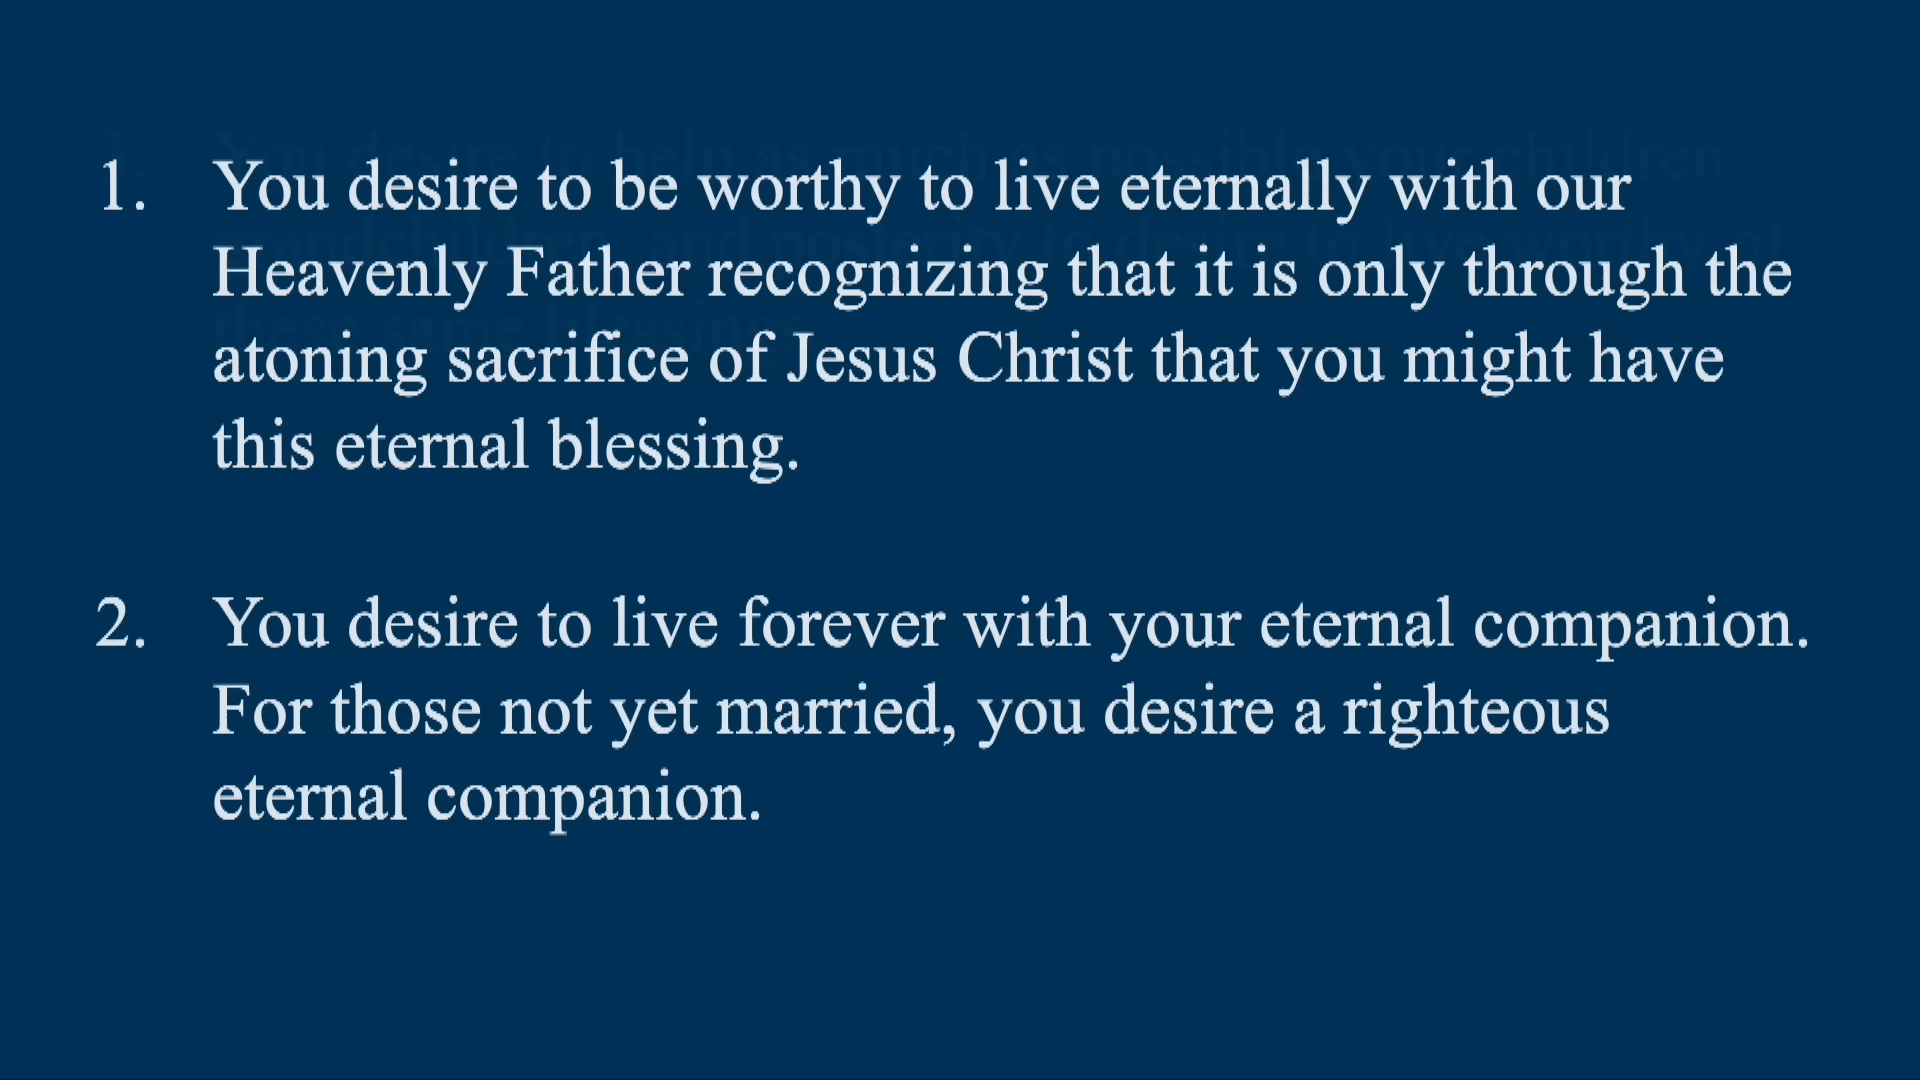 1. You desire to be worthy to live eternally with our
Heavenly Father recognizing that it is only through the
atoning sacrifice of Jesus Christ that you might have
this eternal blessing.
2. You desire to live forever with your eternal companion.
For those not yet married, you desire a righteous
eternal companion.